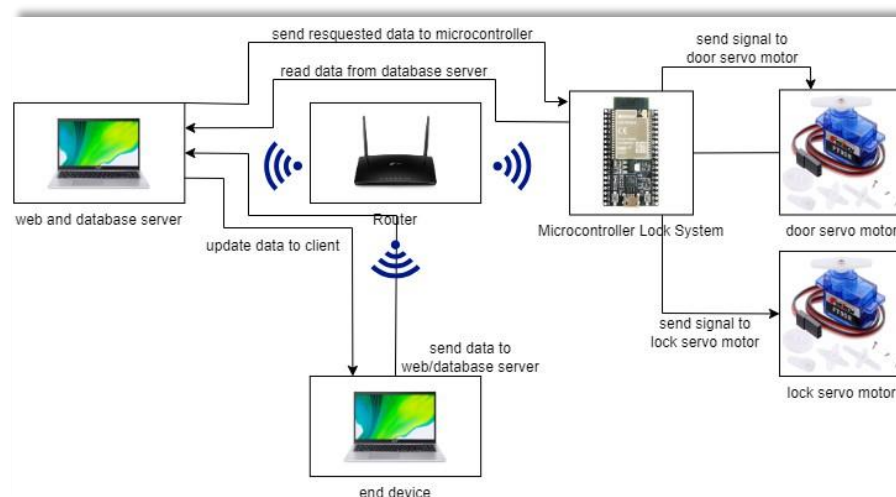 send resquested data to microcontroller
send signal to
door servo motor
read data from database server
web and database server
Router
Microcontroller Lock System
door servo motor
update data to client
send signal to
lock servo motor
send data to
web/database server
lock servo motor
end device